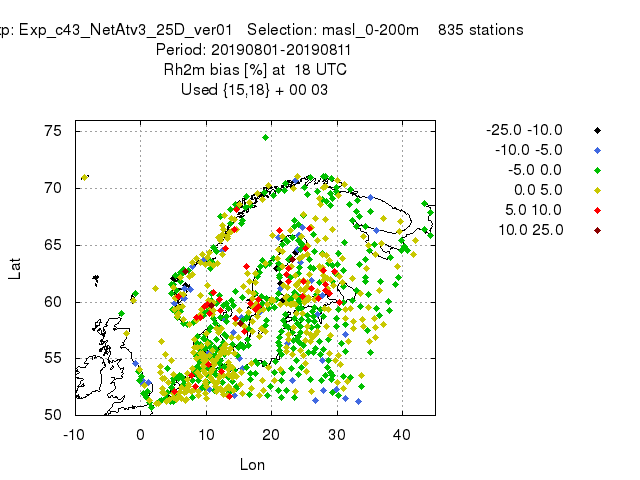 xp: Exp_c43_NetAtv3_25D_ver01 Selection: masl_0-200m 835 stations
Period: 20190801-20190811
Rh2m bias [%] at 18 UTC
Used {15,18} + 00 03
-25.0 -10.0
-10.0 -5.0
-5.0 0.0
0.0 5.0
5.0 10.0
10.0 25.0
75
70
65
60
55
50
Lat
-10 0 10 20 30 40
Lon